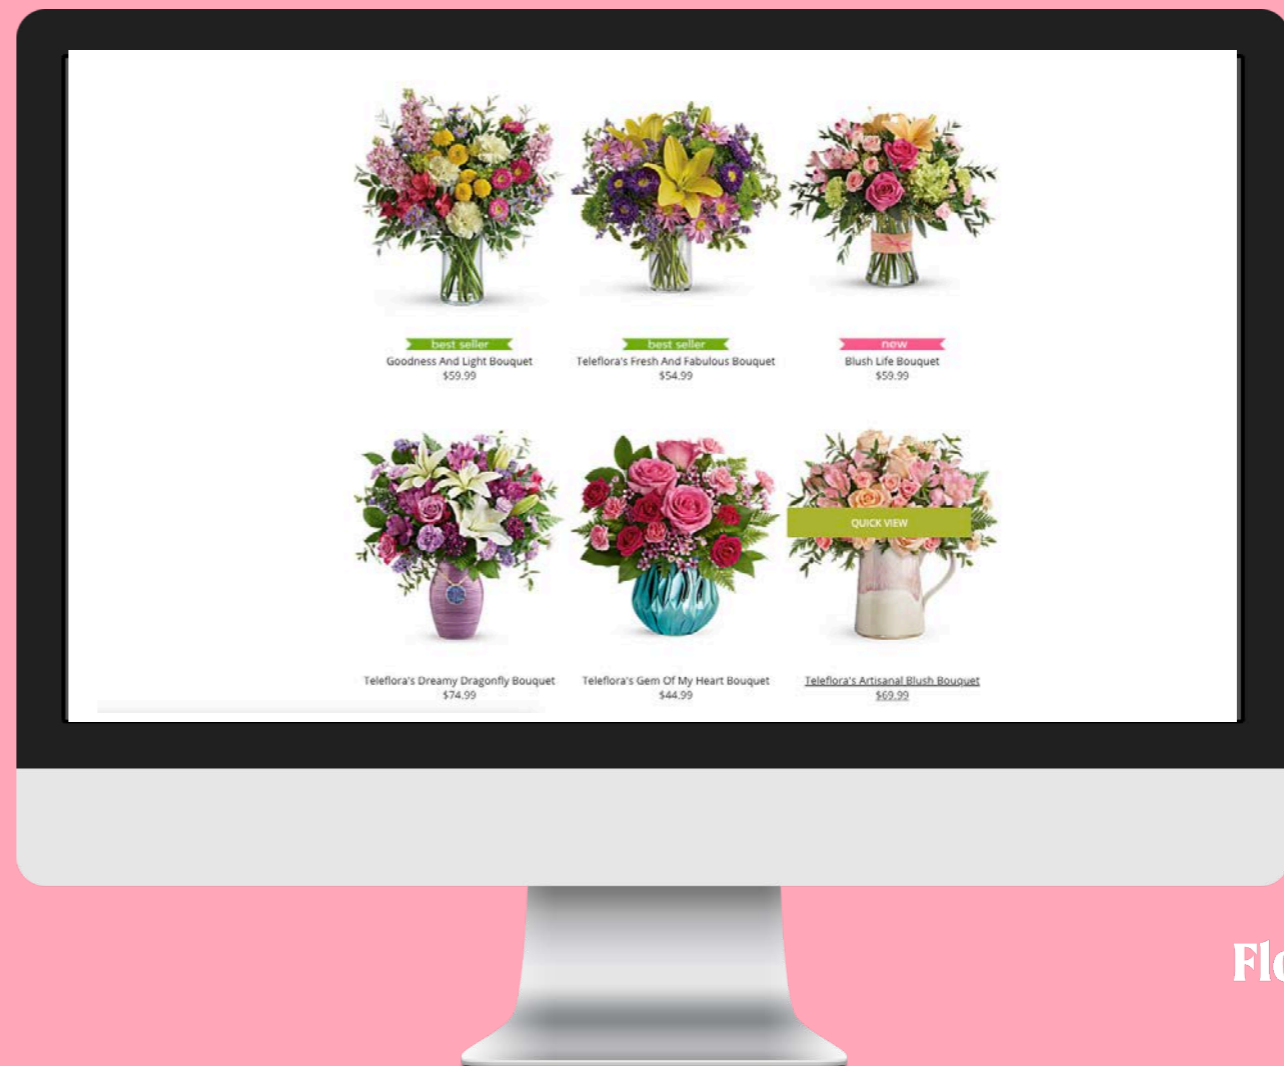 best seller
Goodness And Light Bouquet
$59.99
best seller
Teleflora's Fresh And Fabulous Bouquet
$54.99
new
Blush Life Bouquet
$59.99
Teleflora's Dreamy Dragonfly Bouquet
$74.99
Teleflora's Gem Of My Heart Bouquet
$44.99
QUICK VIEW
Teleflora's Artisanal Blush Bouquet
$69.99